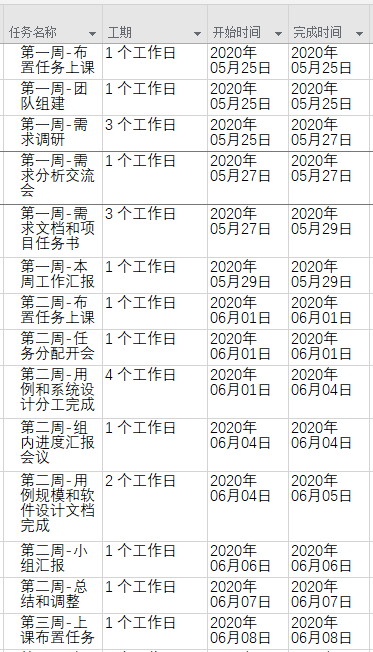 任务名称 工期 开始时间 完成时间
第一周-布 1 个工作日 2020年 2020年
置任务上课 05月25日 05月25日
第一周-团 1 个工作日 2020年 2020年
队组建 05月25日 05月25日
第一周-需 3 个工作日 2020年 2020年
求调研 05月25日 05月27日
第一周-需 1 个工作日 2020年 2020年
求分析交流 05月27日 05月27日
会
第一周-需 3 个工作日 2020年 2020年
求文档和项 05月27日 05月29日
目任务书
第一周-本 1 个工作日 2020年 2020年
周工作汇报 05月29日 05月29日
第二周-布 1 个工作日 2020年 2020年
置任务上课 06月01日 06月01日
第二周-任 1 个工作日 2020年 2020年
务分配开会 06月01日 06月01日
第二周-用 4 个工作日 2020年 2020年
例和系统设 06月01日 06月04日
计分工完成
第二周-组 1 个工作日 2020年 2020年
内进度汇报 06月04日 06月04日
会议
第二周-用 2 个工作日 2020年 2020年
例规模和软 06月04日 06月05日
件设计文档
完成
第二周-小 1 个工作日 2020年 2020年
组汇报 06月06日 06月06日
第二周-总 1 个工作日 2020年 2020年
结和调整 06月07日 06月07日
第三周-上 1 个工作日 2020年 2020年
课布置任务 06月08日 06月08日